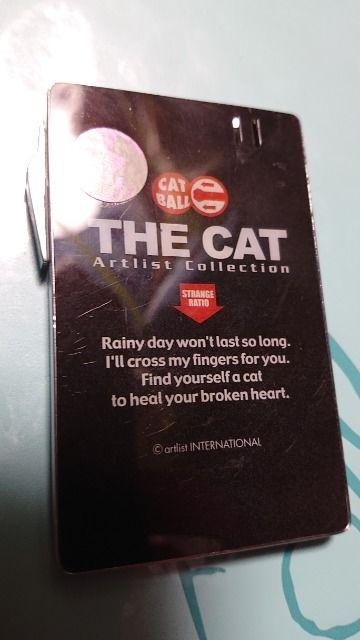 CAT
BALL
THE CAT
Artlist Collection
STRANGE
RATIO
Rainy day won't last so long.
I'll cross my fingers for you.
Find yourself a cat
to heal your broken heart.
© artlist INTERNATIONAL